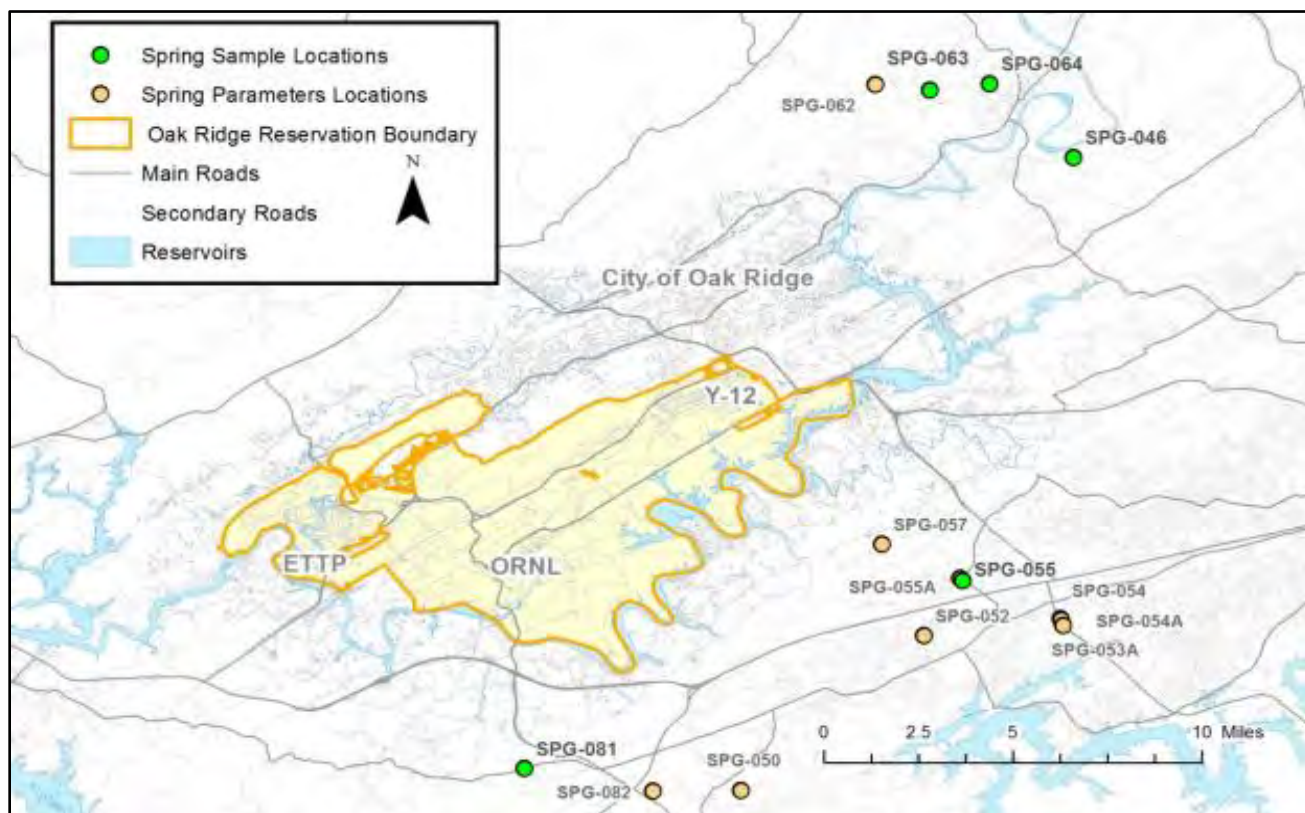 Spring Sample Locations
Spring Parameters Locations
Oak Ridge Reservation Boundary
Main Roads
Secondary Roads
Reservoirs
N
SPG-063
SPG-064
SPG-062
SPG-046
City of Oak Ridge
Y-12
ETTP
ORNL
SPG-057
SPG-055A
SPG-055
SPG-052
SPG-054
SPG-054A
SPG-053A
0 2.5 5 10 Miles
SPG-081
SPG-050
SPG-082